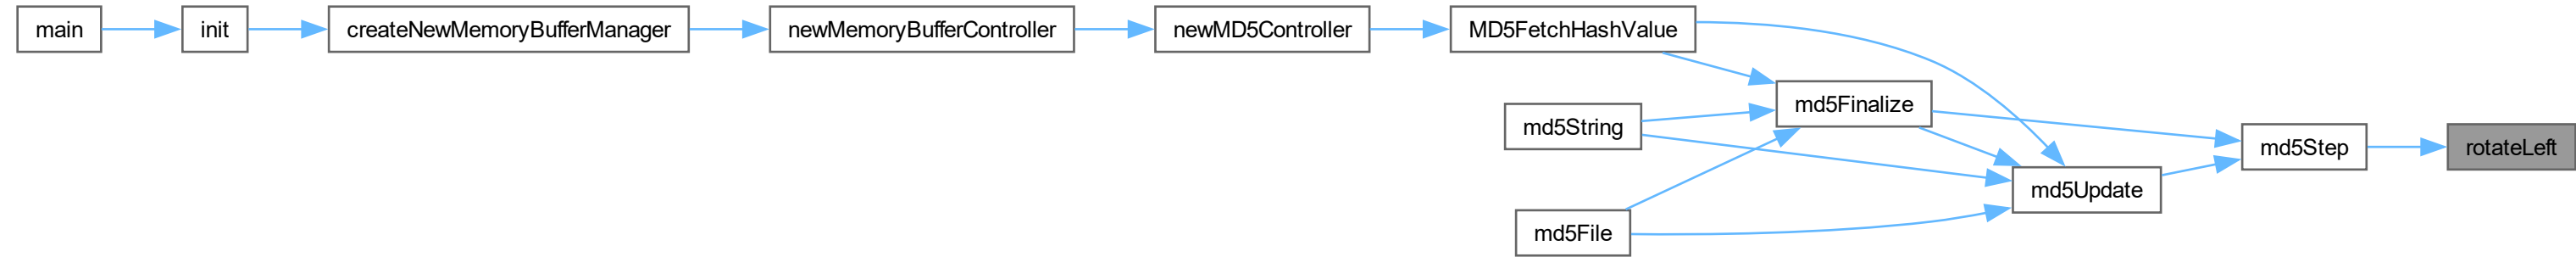 main
init
createNewMemoryBufferManager
newMemoryBufferController
newMD5Controller
MD5FetchHashValue
md5Finalize
md5String
md5File
md5Update
md5Step
rotateLeft